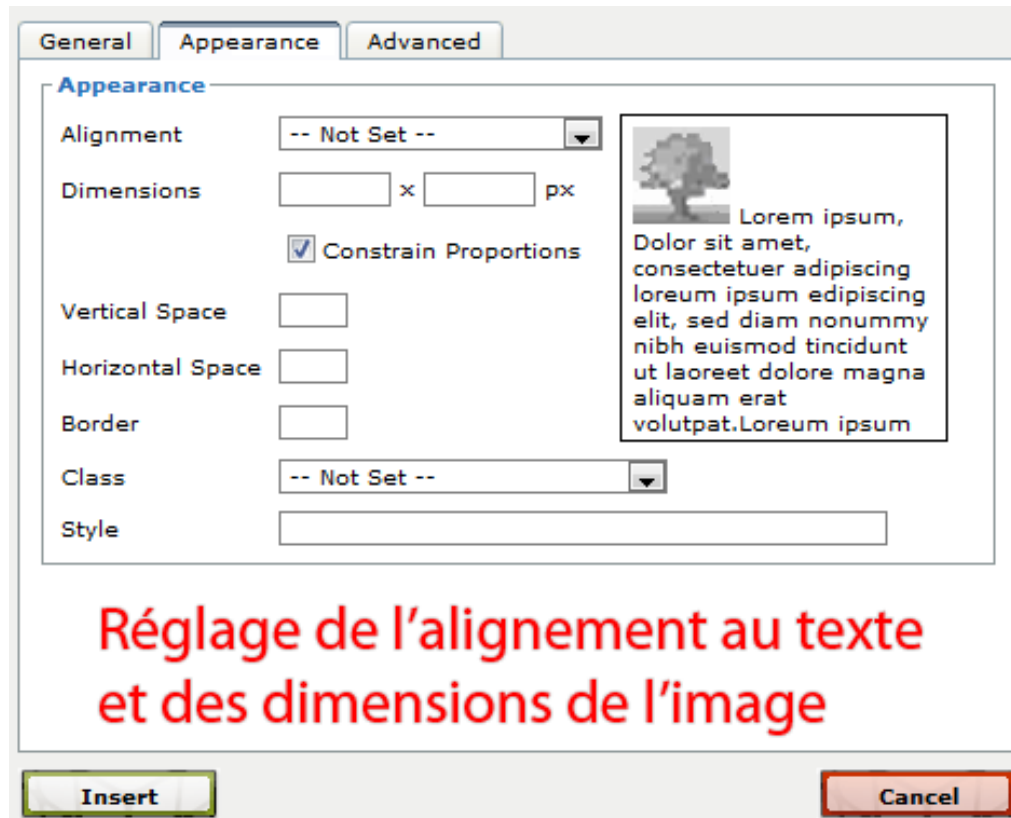 General Appearance Advanced
Appearance
Alignment -- Not Set --
Dimensions x px
Constrain Proportions
Vertical Space
Horizontal Space
Border
Class -- Not Set --
Style
Lorem ipsum,
Dolor sit amet,
consectetuer adipiscing
loreum ipsum edipiscing
elit, sed diam nonummy
nibh euismod tincidunt
ut laoreet dolore magna
aliquam erat
volutpat.Loreum ipsum
Réglage de l'alignement au texte
et des dimensions de l'image
Insert Cancel